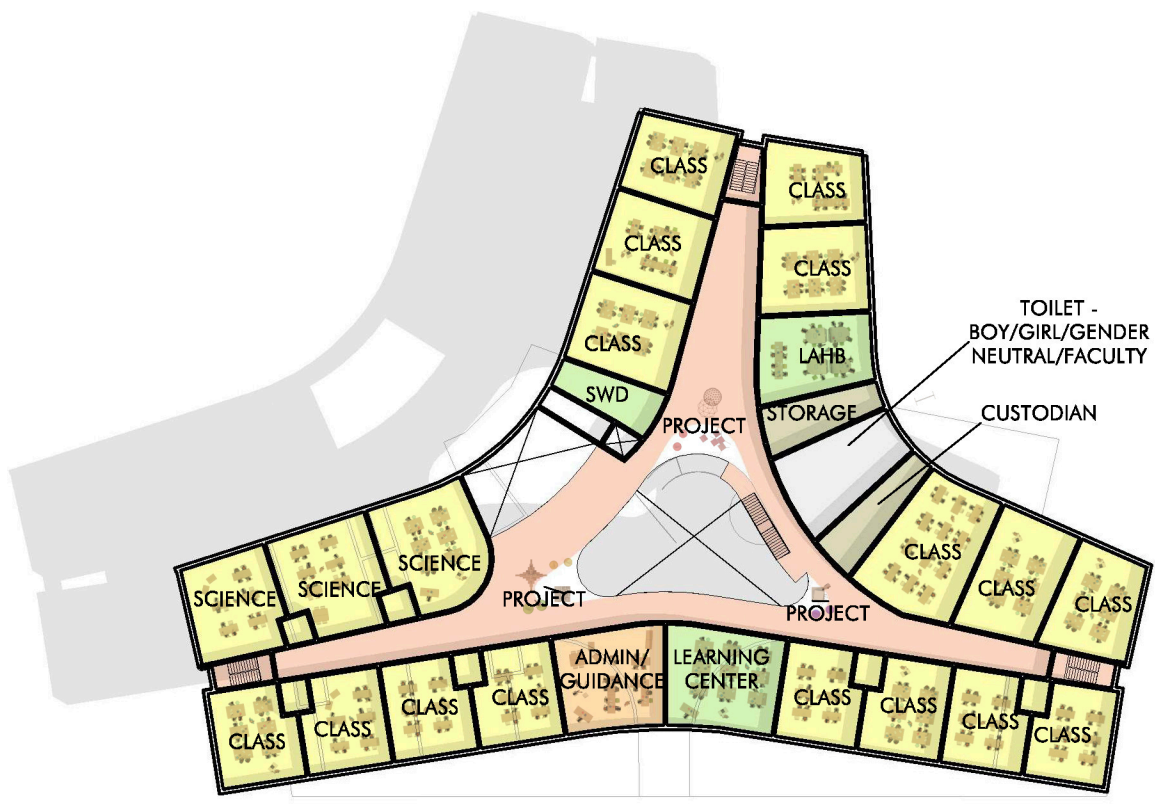 CLASS
CLASS
CLASS
CLASS
CLASS
TOILET -
BOY/GIRL/GENDER
NEUTRAL/FACULTY
CLASS
LAHB
SWD
STORAGE
CUSTODIAN
PROJECT
CLASS
SCIENCE
SCIENCE
SCIENCE
CLASS
CLASS
PROJECT
PROJECT
ADMIN/
GUIDANCE
LEARNING
CENTER
CLASS
CLASS
CLASS
CLASS
CLASS
CLASS
CLASS
CLASS